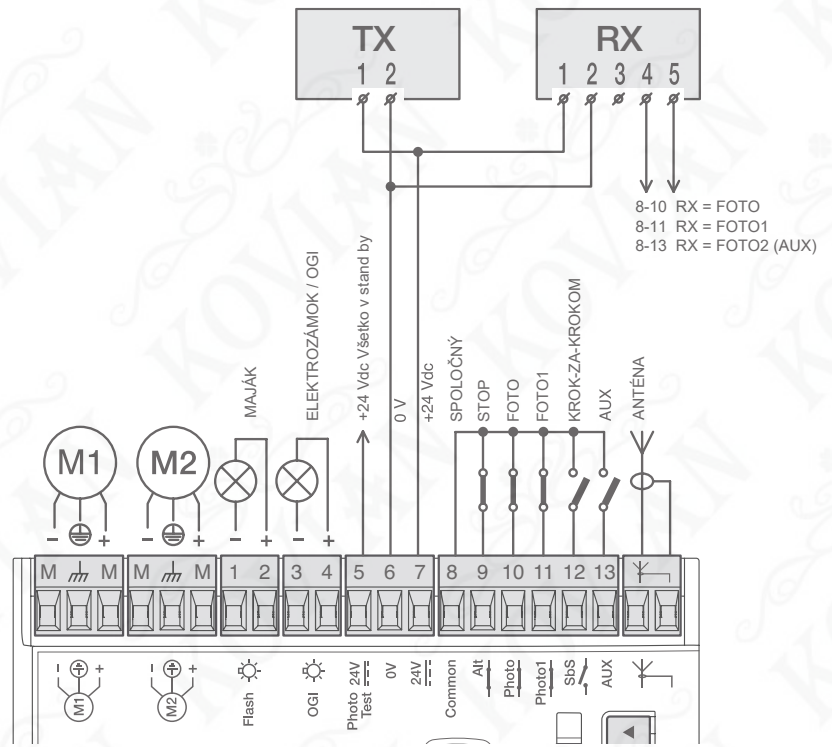 TX
1 2
RX
1 2 3 4 5
8-10 RX = FOTO
8-11 RX = FOTO1
8-13 RX = FOTO2 (AUX)
MAJÁK
ELEKTROZÁMOK / OGI
+24 Vdc Všetko v stand by
0 V
+24 Vdc
SPOLOČNÝ
STOP
FOTO
FOTO1
KROK-ZA-KROKOM
AUX
ANTÉNA
M1
M2
- +
- +
- +
- +
M M M M 1 2 3 4 5 6 7 8 9 10 11 12 13
- +
M1
- +
M2
Flash
OGI
Photo 24V
Test
0V
24V
Common
Alt
Photo
Photo1
SbS
AUX
KOVIAN